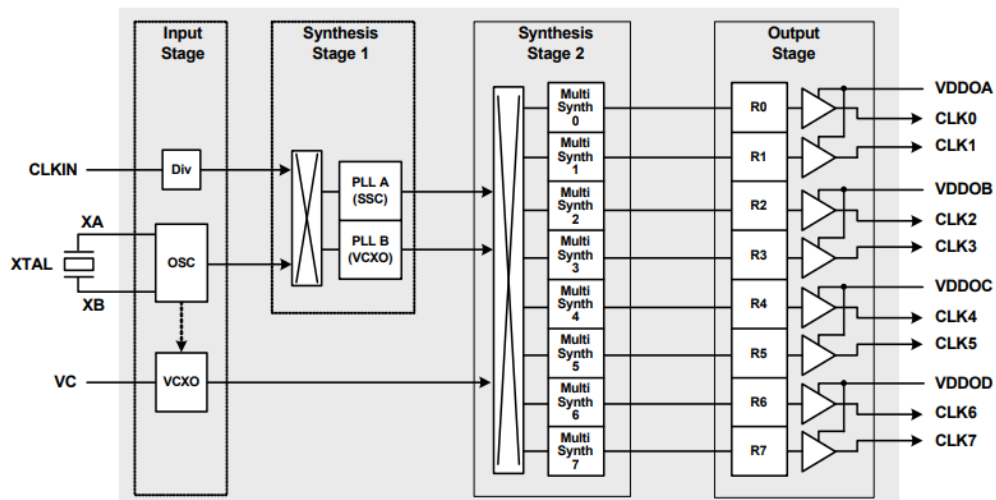 Input
Stage
Synthesis
Stage 1
Synthesis
Stage 2
Output
Stage
CLKIN
Div
XA
XTAL
XB
OSC
VC
VCXO
PLL A
(SSC)
PLL B
(VCXO)
Multi
Synth
0
Multi
Synth
1
Multi
Synth
2
Multi
Synth
3
Multi
Synth
4
Multi
Synth
5
Multi
Synth
6
Multi
Synth
7
R0
R1
R2
R3
R4
R5
R6
R7
VDDOA
CLK0
CLK1
VDDOB
CLK2
CLK3
VDDOC
CLK4
CLK5
VDDOD
CLK6
CLK7